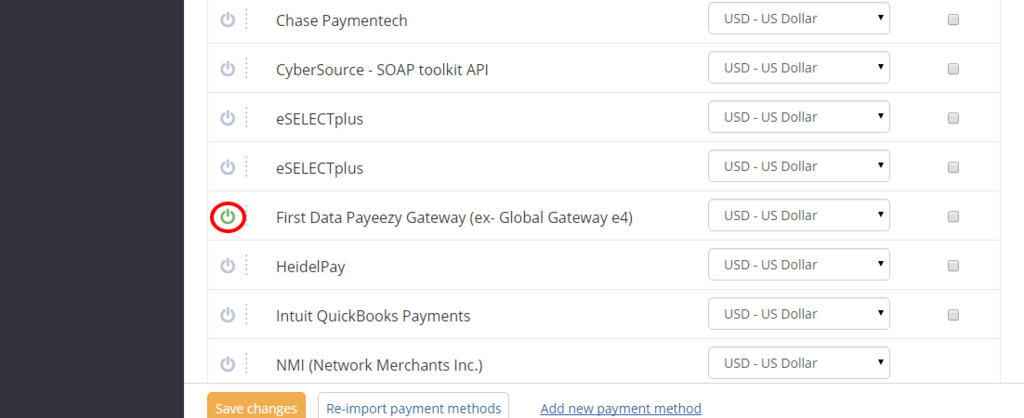 Chase Paymentech USD - US Dollar
CyberSource - SOAP toolkit API USD - US Dollar
eSELECTplus USD - US Dollar
eSELECTplus USD - US Dollar
First Data Payeezy Gateway (ex- Global Gateway e4) USD - US Dollar
HeidelPay USD - US Dollar
Intuit QuickBooks Payments USD - US Dollar
NMI (Network Merchants Inc.) USD - US Dollar
Save changes Re-import payment methods Add new payment method